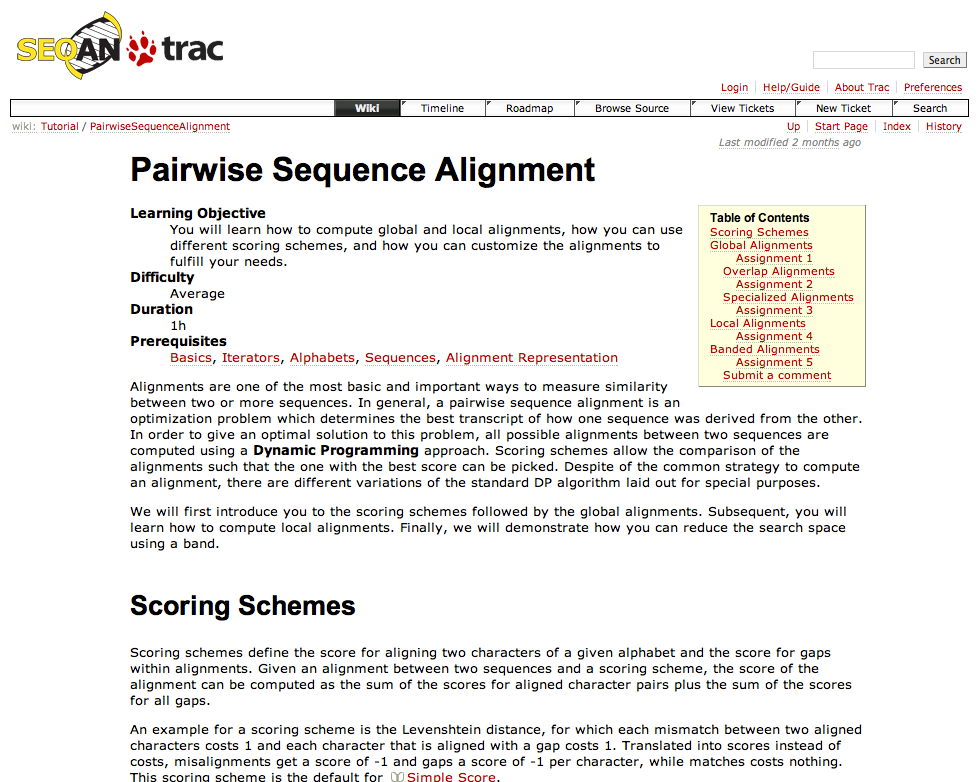 SEQAN trac
Search
Login Help/Guide About Trac Preferences
Wiki Timeline Roadmap Browse Source View Tickets New Ticket Search
wiki: Tutorial / PairwiseSequenceAlignment
Up Start Page Index History
Last modified 2 months ago
Pairwise Sequence Alignment
Learning Objective
You will learn how to compute global and local alignments, how you can use
different scoring schemes, and how you can customize the alignments to
fulfill your needs.
Difficulty
Average
Duration
1h
Prerequisites
Basics, Iterators, Alphabets, Sequences, Alignment Representation
Table of Contents
Scoring Schemes
Global Alignments
Assignment 1
Overlap Alignments
Assignment 2
Specialized Alignments
Assignment 3
Local Alignments
Assignment 4
Banded Alignments
Assignment 5
Submit a comment
Alignments are one of the most basic and important ways to measure similarity
between two or more sequences. In general, a pairwise sequence alignment is an
optimization problem which determines the best transcript of how one sequence was derived from the other.
In order to give an optimal solution to this problem, all possible alignments between two sequences are
computed using a Dynamic Programming approach. Scoring schemes allow the comparison of the
alignments such that the one with the best score can be picked. Despite of the common strategy to compute
an alignment, there are different variations of the standard DP algorithm laid out for special purposes.
We will first introduce you to the scoring schemes followed by the global alignments. Subsequent, you will
learn how to compute local alignments. Finally, we will demonstrate how you can reduce the search space
using a band.
Scoring Schemes
Scoring schemes define the score for aligning two characters of a given alphabet and the score for gaps
within alignments. Given an alignment between two sequences and a scoring scheme, the score of the
alignment can be computed as the sum of the scores for aligned character pairs plus the sum of the scores
for all gaps.
An example for a scoring scheme is the Levenshtein distance, for which each mismatch between two aligned
characters costs 1 and each character that is aligned with a gap costs 1. Translated into scores instead of
costs, misalignments get a score of -1 and gaps a score of -1 per character, while matches costs nothing.
This scoring scheme is the default for Simple Score.